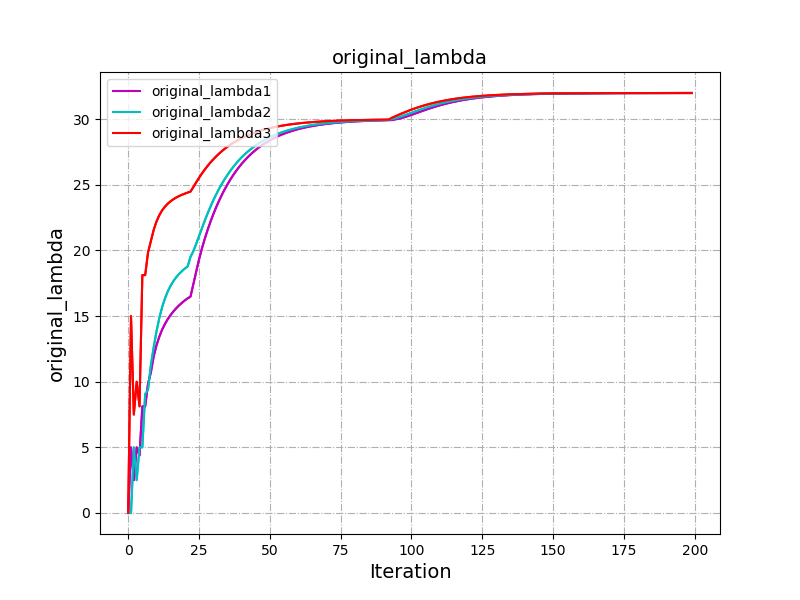 original_lambda
original_lambda1
original_lambda2
original_lambda3
original_lambda
30
25
20
15
10
5
0
0 25 50 75 100 125 150 175 200
Iteration